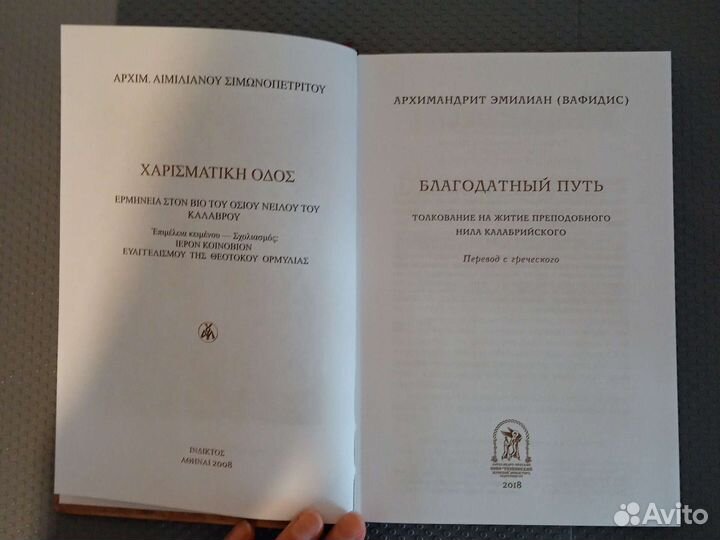 ΑΡΧΙΜ. ΑΙΜΙΛΙΑΝΟΥ ΣΙΜΩΝΟΠΕΤΡΙΤΟΥ
ΧΑΡΙΣΜΑΤΙΚΗ ΟΔΟΣ
ΕΡΜΗΝΕΙΑ ΣΤΟΝ ΒΙΟ ΤΟΥ ΟΣΙΟΥ ΝΕΙΛΟΥ ΤΟΥ
ΚΑΛΑΒΡΟΥ
Ἐπιμέλεια κειμένου — Σχολιασμός:
ΙΕΡΟΝ ΚΟΙΝΟΒΙΟΝ
ΕΥΑΓΓΕΛΙΣΜΟΥ ΤΗΣ ΘΕΟΤΟΚΟΥ ΟΡΜΥΛΙΑΣ
ΙΝΔΙΚΤΟΣ
ΑΘΗΝΑΙ 2008
АРХИМАНДРИТ ЭМИЛИАН (ВАФИДИС)
БЛАГОДАТНЫЙ ПУТЬ
ТОЛКОВАНИЕ НА ЖИТИЕ ПРЕПОДОБНОГО
НИЛА КАЛАБРИЙСКОГО
Перевод с греческого
2018
Avito